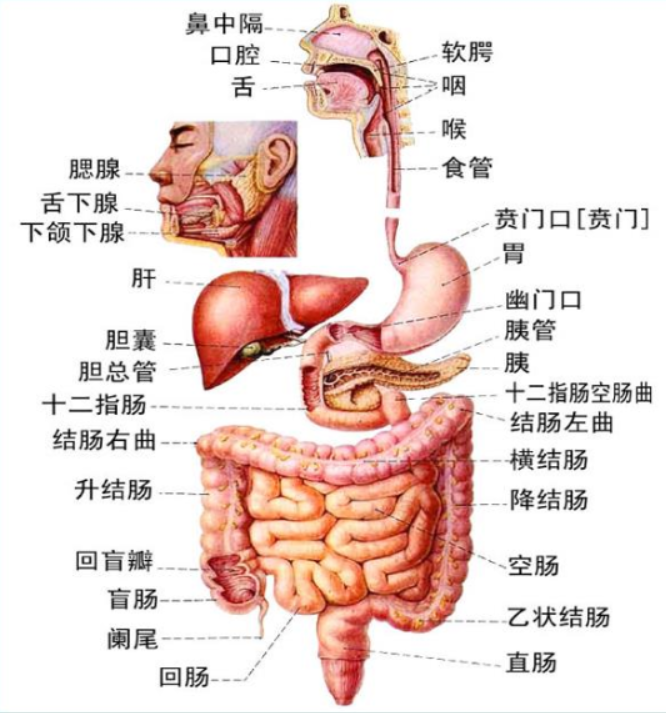 鼻中隔
口腔
舌
软腭
咽
喉
食管
腮腺
舌下腺
下颌下腺
贲门口[贲门]
胃
肝
幽门口
胆囊
胰管
胆总管
胰
十二指肠
十二指肠空肠曲
结肠左曲
结肠右曲
横结肠
升结肠
降结肠
回盲瓣
空肠
盲肠
乙状结肠
阑尾
直肠
回肠